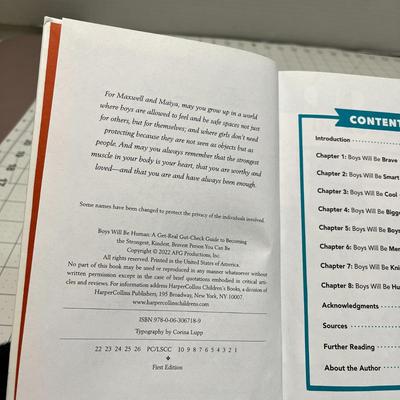 For Maxwell and Maiya, may you grow up in a world
where boys are allowed to feel and be safe spaces not just
for others, but for themselves; and where girls don't need
protecting because they are not seen as objects but as
people. And may you always remember that the strongest
muscle in your body is your heart, that you are worthy and
loved—and that you are and have always been enough.
Some names have been changed to protect the privacy of the individuals involved.
Boys Will Be Human: A Get-Real Gut-Check Guide to Becoming
the Strongest, Kindest, Bravest Person You Can Be
Copyright © 2022 AFG Productions, Inc.
All rights reserved. Printed in the United States of America.
No part of this book may be used or reproduced in any manner whatsoever without
written permission except in the case of brief quotations embodied in critical arti-
cles and reviews. For information address HarperCollins Children's Books, a division of
HarperCollins Publishers, 195 Broadway, New York, NY 10007.
www.harpercollinschildrens.com
ISBN 978-0-06-306718-9
Typography by Corina Lupp
22 23 24 25 26 PC/LSCC 10 9 8 7 6 5 4 3 2 1
First Edition
CONTENT
Introduction
Chapter 1: Boys Will Be Brave
Chapter 2: Boys Will Be Smart
Chapter 3: Boys Will Be Cool
Chapter 4: Boys Will Be Bigge
Chapter 5: Boys Will Be Boys
Chapter 6: Boys Will Be Men
Chapter 7: Boys Will Be Kni
Chapter 8: Boys Will Be Hu
Acknowledgments
Sources
Further Reading
About the Author